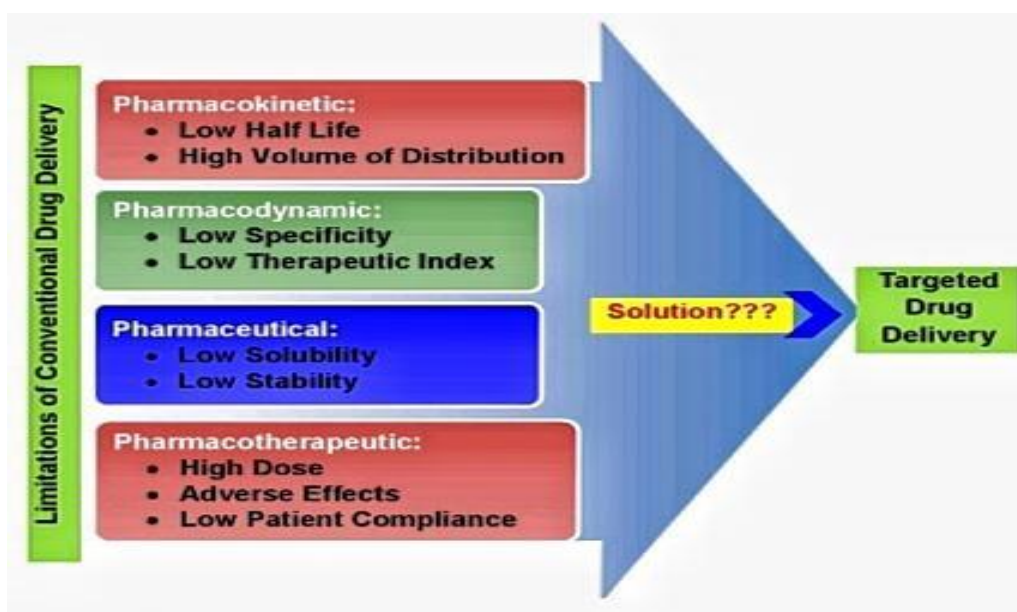 Limitations of Conventional Drug Delivery
Pharmacokinetic:
• Low Half Life
• High Volume of Distribution
Pharmacodynamic:
• Low Specificity
• Low Therapeutic Index
Pharmaceutical:
• Low Solubility
• Low Stability
Pharmacotherapeutic:
• High Dose
• Adverse Effects
• Low Patient Compliance
Solution???
Targeted
Drug
Delivery